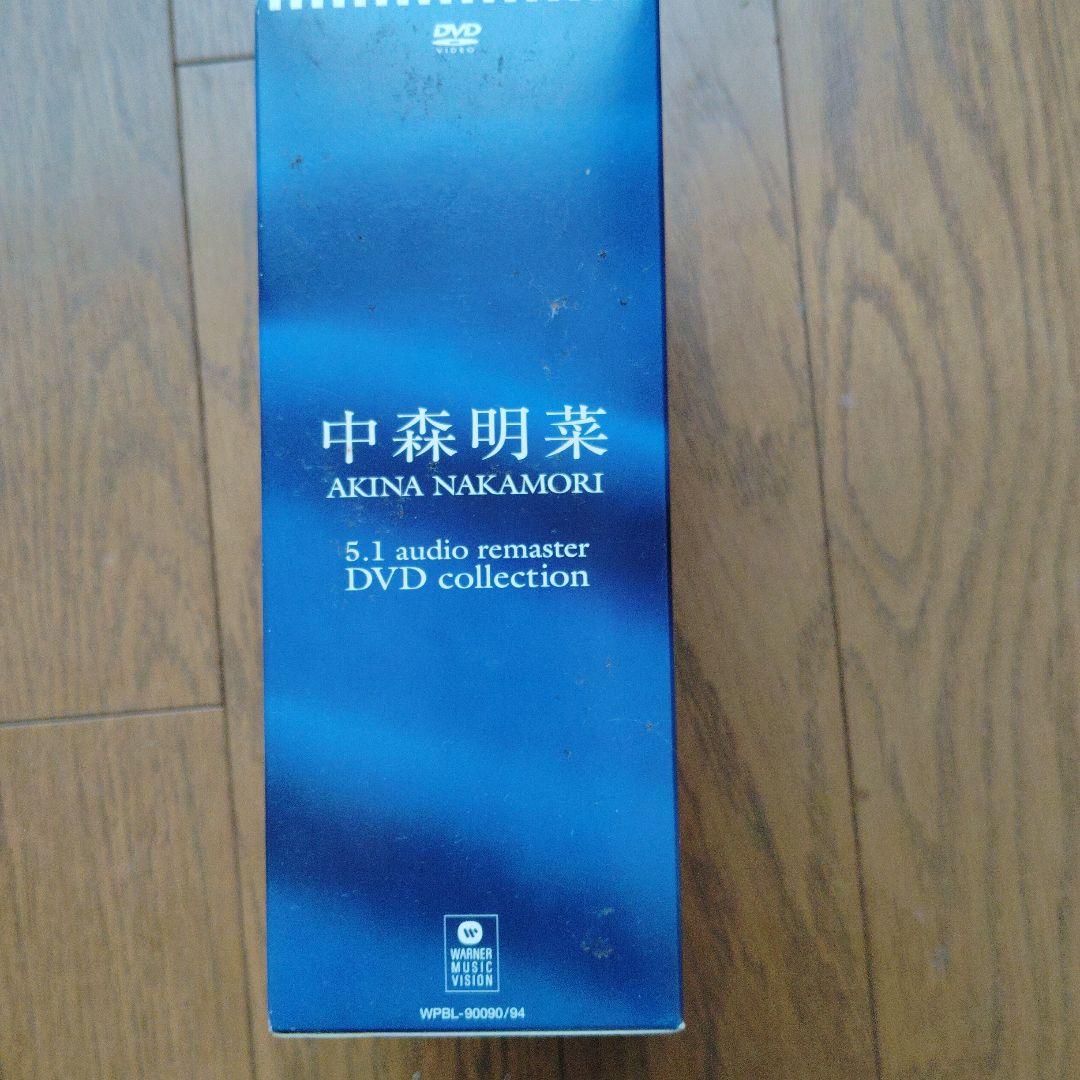 DVD
VIDEO
中森明菜
AKINA NAKAMORI
5.1 audio remaster
DVD collection
WARNER
MUSIC
VISION
WPBL-90090/94